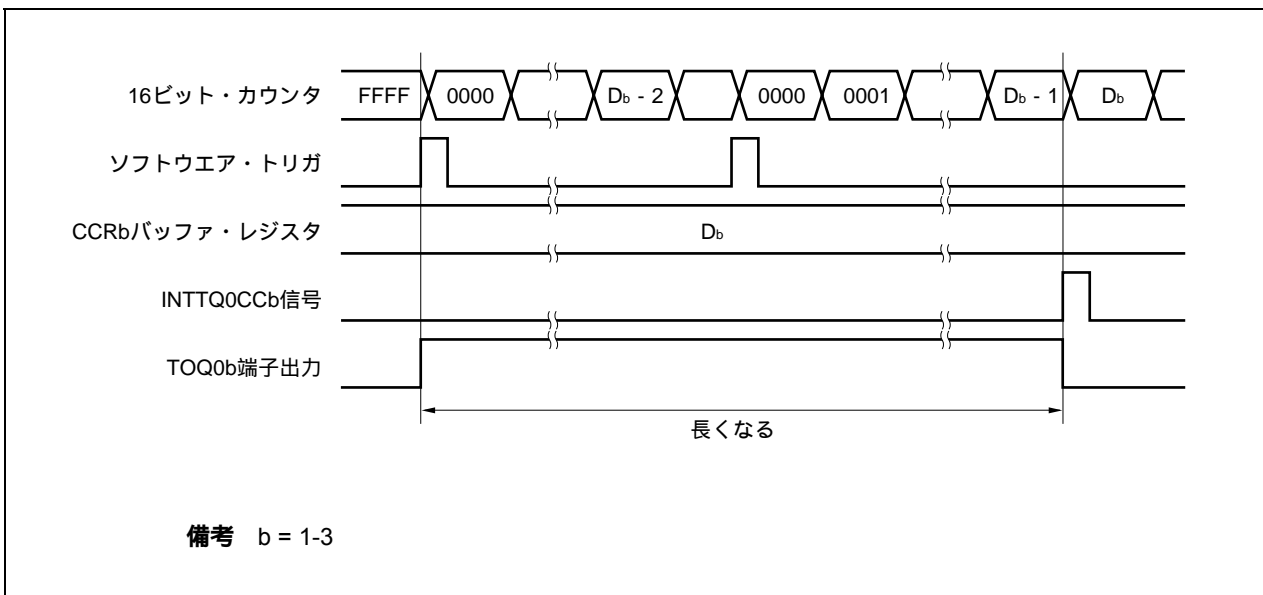 16ビット・カウンタ FFFF 0000 Db - 2 0000 0001 Db - 1 Db
ソフトウエア・トリガ
CCRbバッファ・レジスタ Db
INTTQ0CCb信号
TOQ0b端子出力
長くなる
備考 b = 1-3